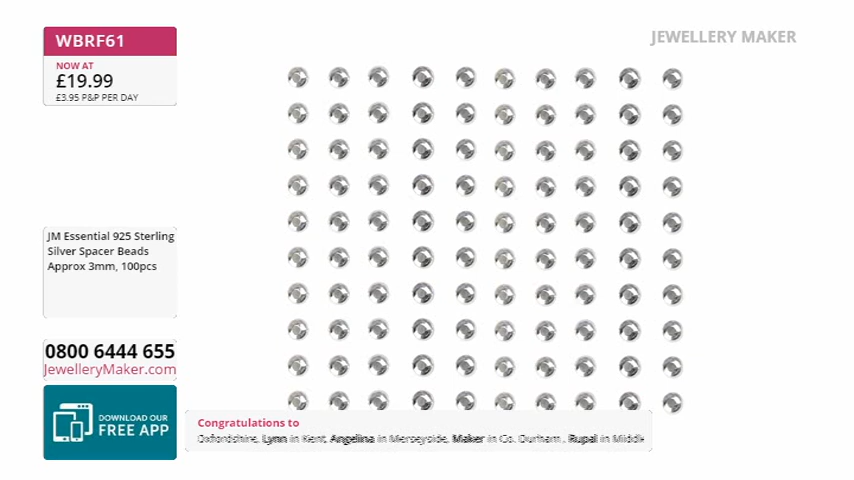 WBRF61
JEWELLERY MAKER
NOW AT
£19.99
£3.95 P&P PER DAY
JM Essential 925 Sterling
Silver Spacer Beads
Approx 3mm, 100pcs
0800 6444 655
JewelleryMaker.com
DOWNLOAD OUR
FREE APP
Congratulations to
Oxfordshire, Lynn in Kent, Angelina in Merseyside, Maker in Co. Durham, Rupal in Middle